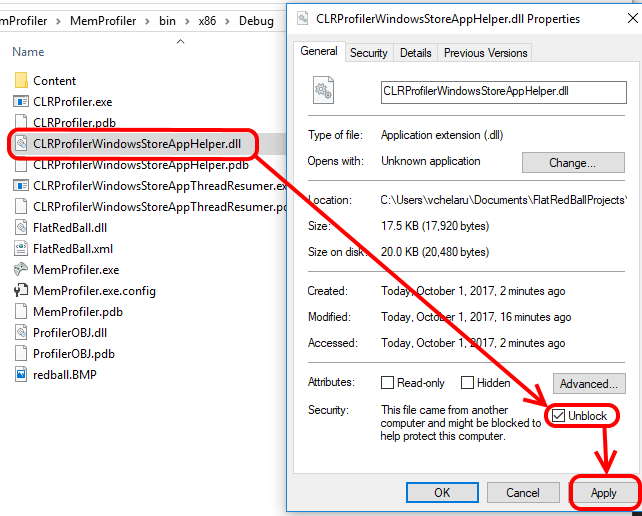 mProfiler > MemProfiler > bin > x86 > Debug
Name
Content
CLRProfiler.exe
CLRProfiler.pdb
CLRProfilerWindowsStoreAppHelper.dll
CLRProfilerWindowsStoreAppHelper.pdb
CLRProfilerWindowsStoreAppThreadResumer.ex
CLRProfilerWindowsStoreAppThreadResumer.pd
FlatRedBall.dll
FlatRedBall.xml
MemProfiler.exe
MemProfiler.exe.config
MemProfiler.pdb
ProfilerOBJ.dll
ProfilerOBJ.pdb
redball.BMP
CLRProfilerWindowsStoreAppHelper.dll Properties
General Security Details Previous Versions
CLRProfilerWindowsStoreAppHelper.dll
Type of file: Application extension (.dll)
Opens with: Unknown application Change...
Location: C:\Users\vchelaru\Documents\FlatRedBallProjects\
Size: 17.5 KB (17,920 bytes)
Size on disk: 20.0 KB (20,480 bytes)
Created: Today, October 1, 2017, 2 minutes ago
Modified: Today, October 1, 2017, 16 minutes ago
Accessed: Today, October 1, 2017, 2 minutes ago
Attributes: Read-only Hidden Advanced...
Security: This file came from another Unblock
computer and might be blocked to
help protect this computer.
OK Cancel Apply